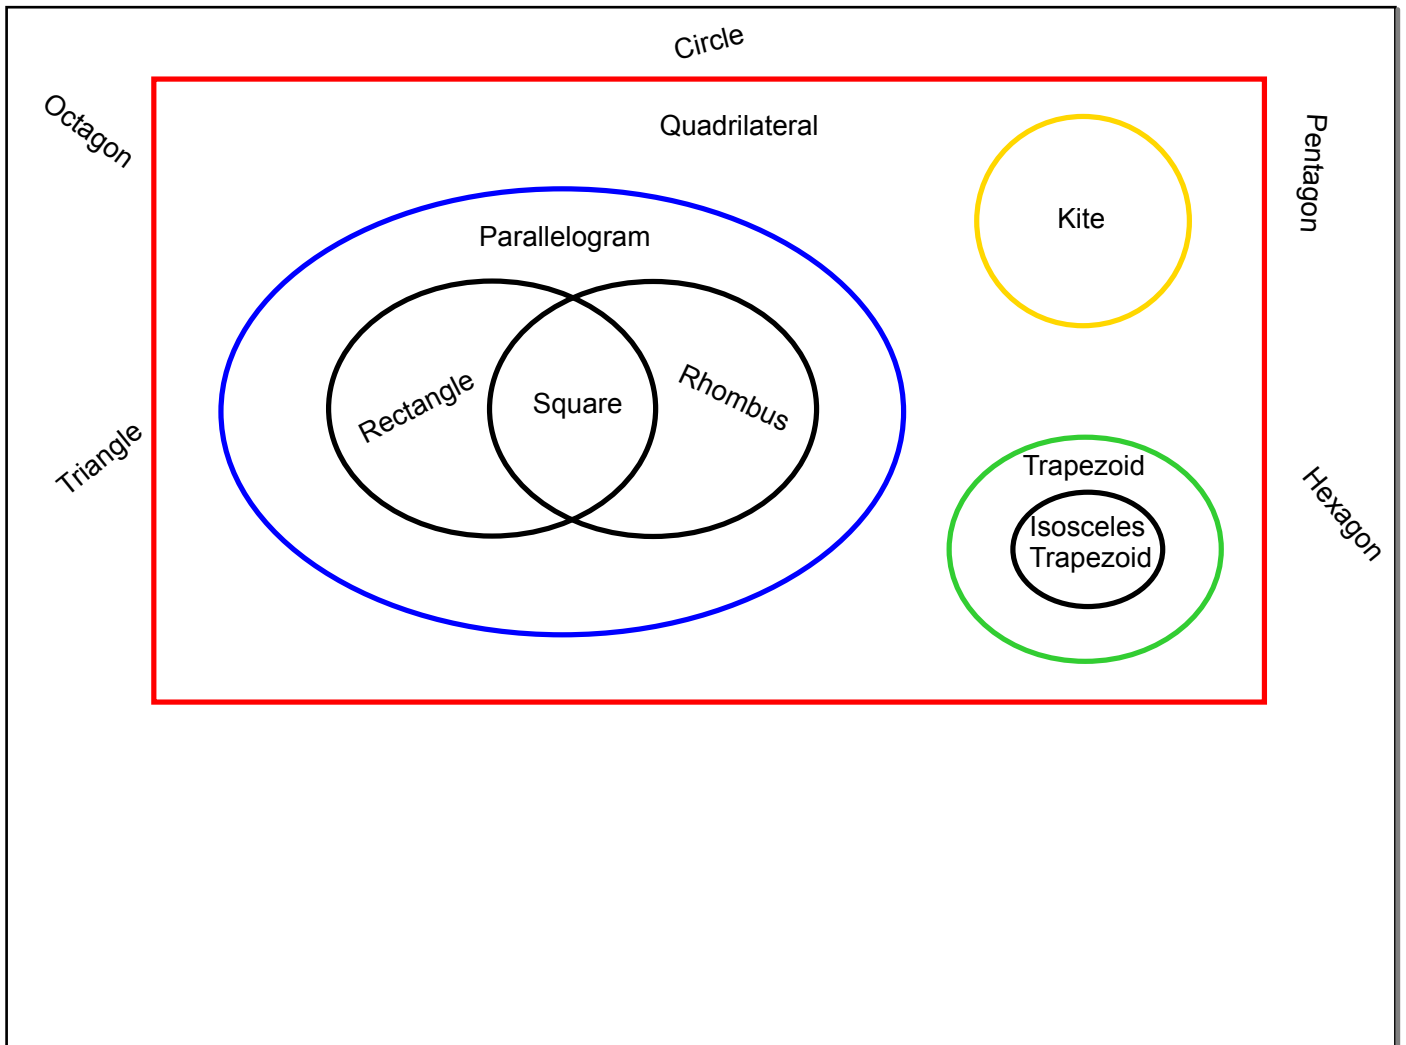 Circle
Octagon
Quadrilateral
Pentagon
Kite
Parallelogram
Rectangle
Square
Rhombus
Triangle
Trapezoid
Isosceles
Trapezoid
Hexagon